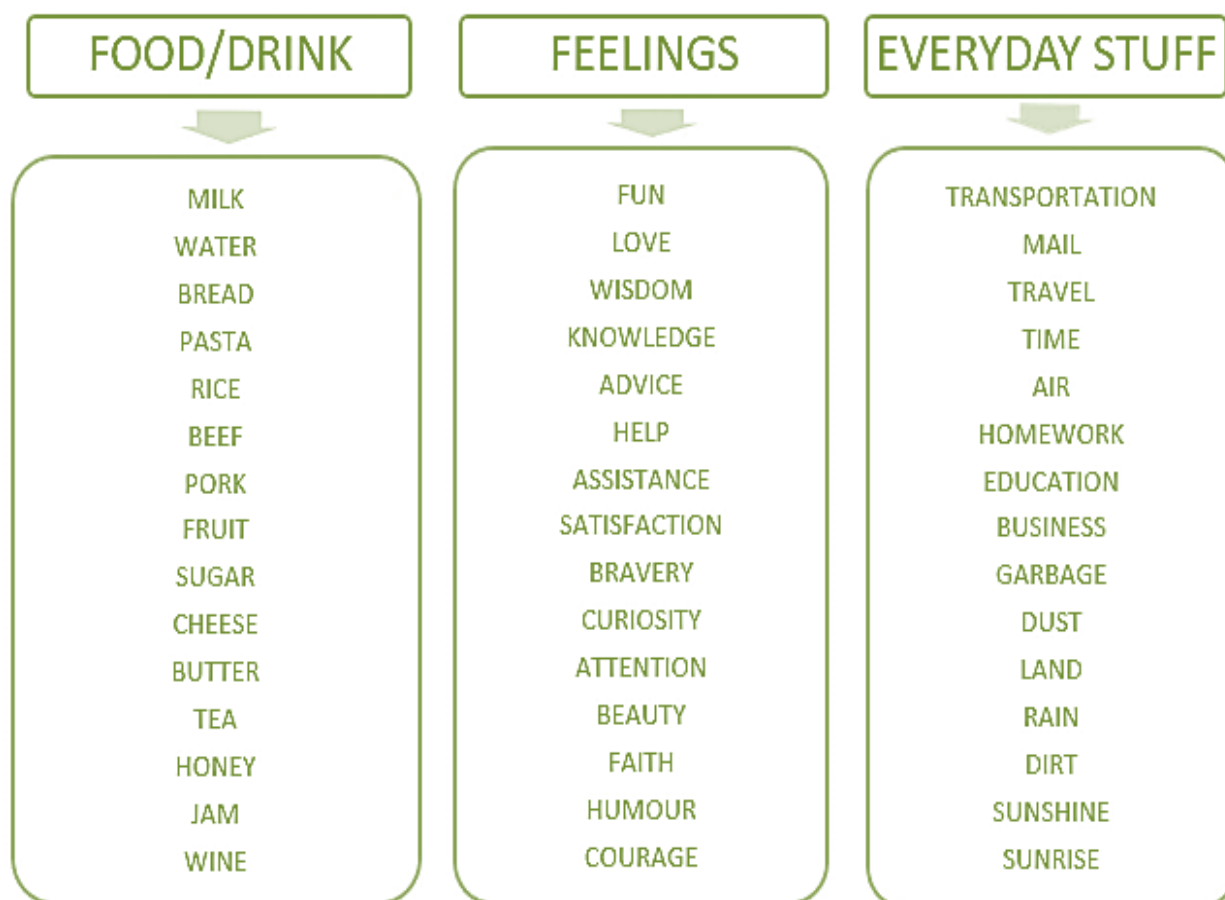 FOOD/DRINK
MILK
WATER
BREAD
PASTA
RICE
BEEF
PORK
FRUIT
SUGAR
CHEESE
BUTTER
TEA
HONEY
JAM
WINE
FEELINGS
FUN
LOVE
WISDOM
KNOWLEDGE
ADVICE
HELP
ASSISTANCE
SATISFACTION
BRAVERY
CURIOSITY
ATTENTION
BEAUTY
FAITH
HUMOUR
COURAGE
EVERYDAY STUFF
TRANSPORTATION
MAIL
TRAVEL
TIME
AIR
HOMEWORK
EDUCATION
BUSINESS
GARBAGE
DUST
LAND
RAIN
DIRT
SUNSHINE
SUNRISE